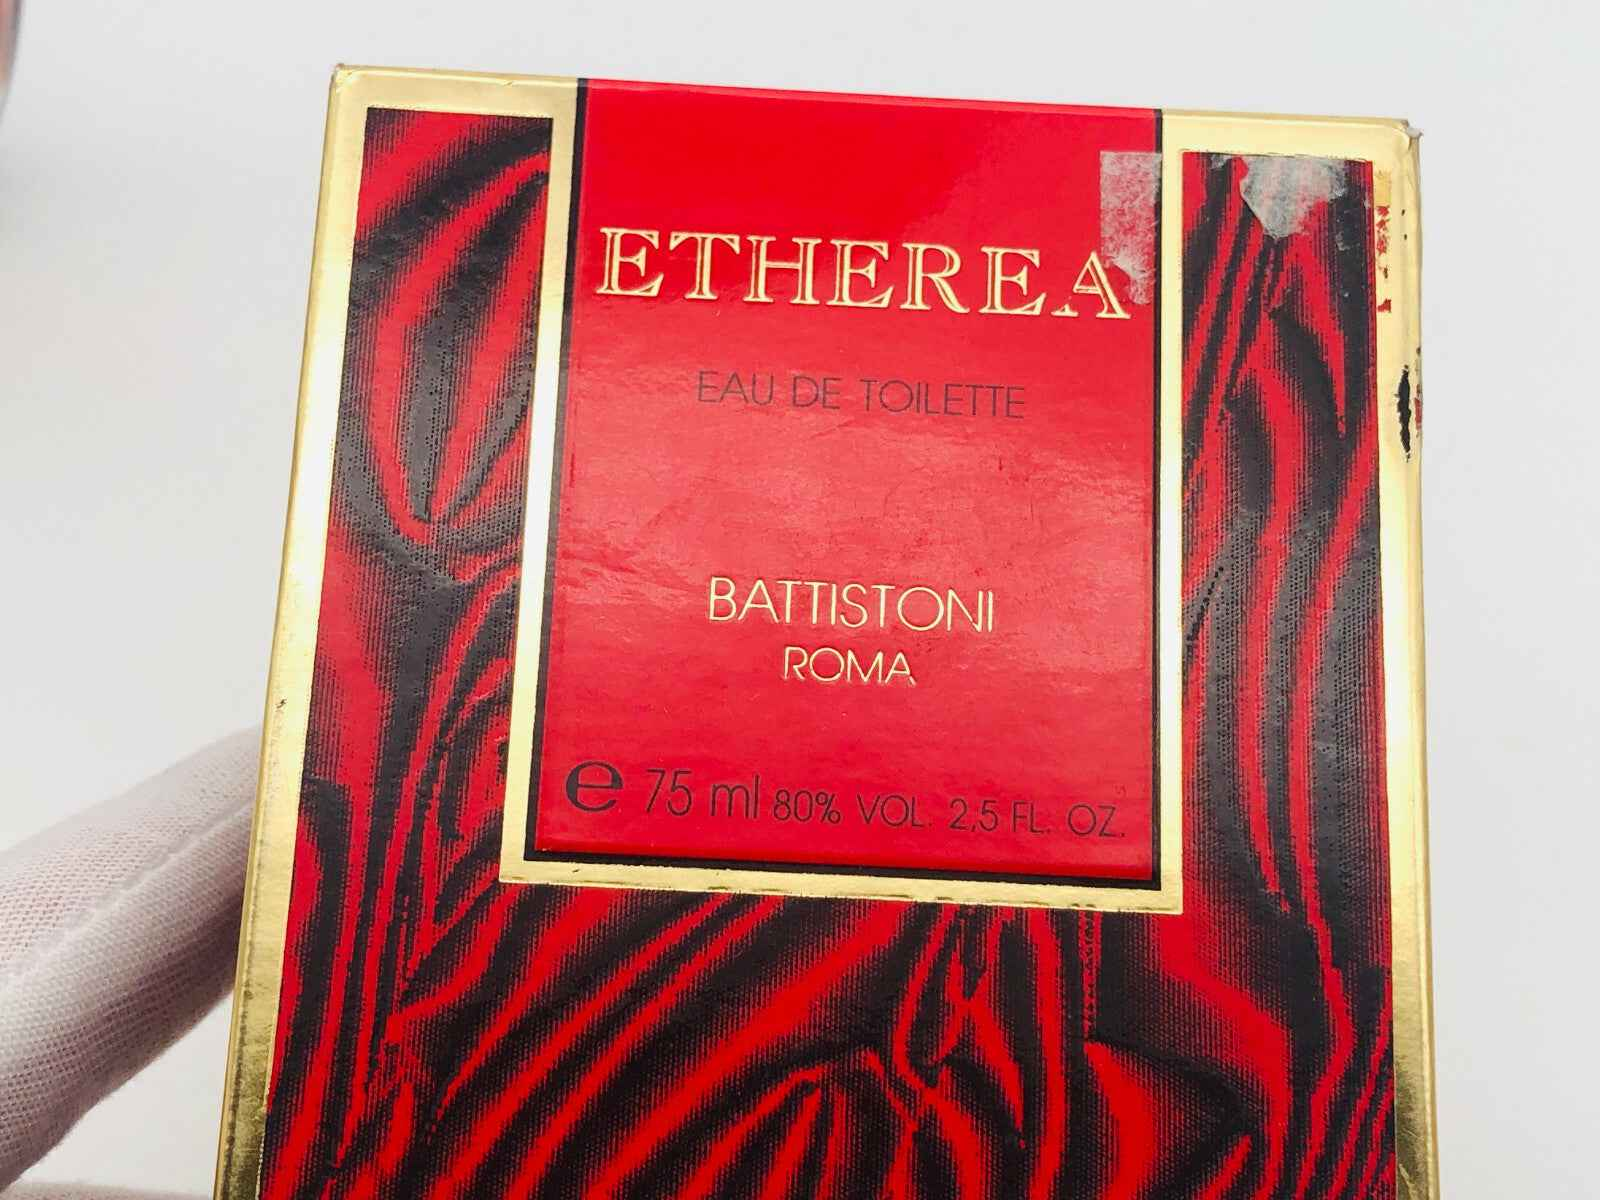 ETHEREA
EAU DE TOILETTE
BATTISTONI
ROMA
℮ 75 ml 80% VOL. 2,5 FL. OZ.